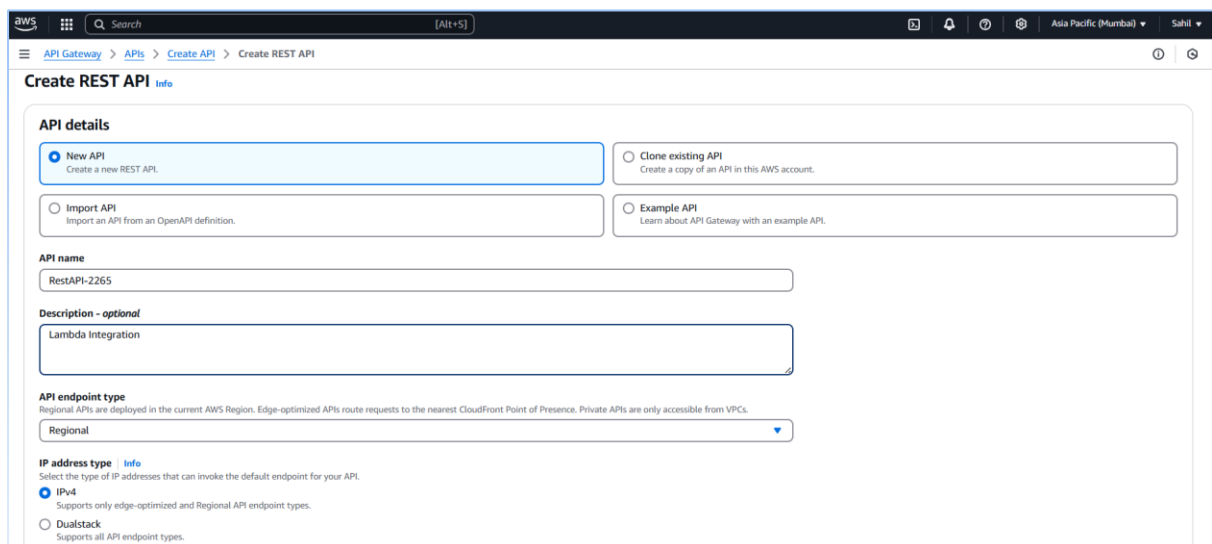 aws
Search [Alt+S] Asia Pacific (Mumbai) Sahil
API Gateway > APIs > Create API > Create REST API
Create REST API Info
API details
New API
Create a new REST API.
Clone existing API
Create a copy of an API in this AWS account.
Import API
Import an API from an OpenAPI definition.
Example API
Learn about API Gateway with an example API.
API name
RestAPI-2265
Description - optional
Lambda Integration
API endpoint type
Regional APIs are deployed in the current AWS Region. Edge-optimized APIs route requests to the nearest CloudFront Point of Presence. Private APIs are only accessible from VPCs.
Regional
IP address type Info
Select the type of IP addresses that can invoke the default endpoint for your API.
IPv4
Supports only edge-optimized and Regional API endpoint types.
Dualstack
Supports all API endpoint types.